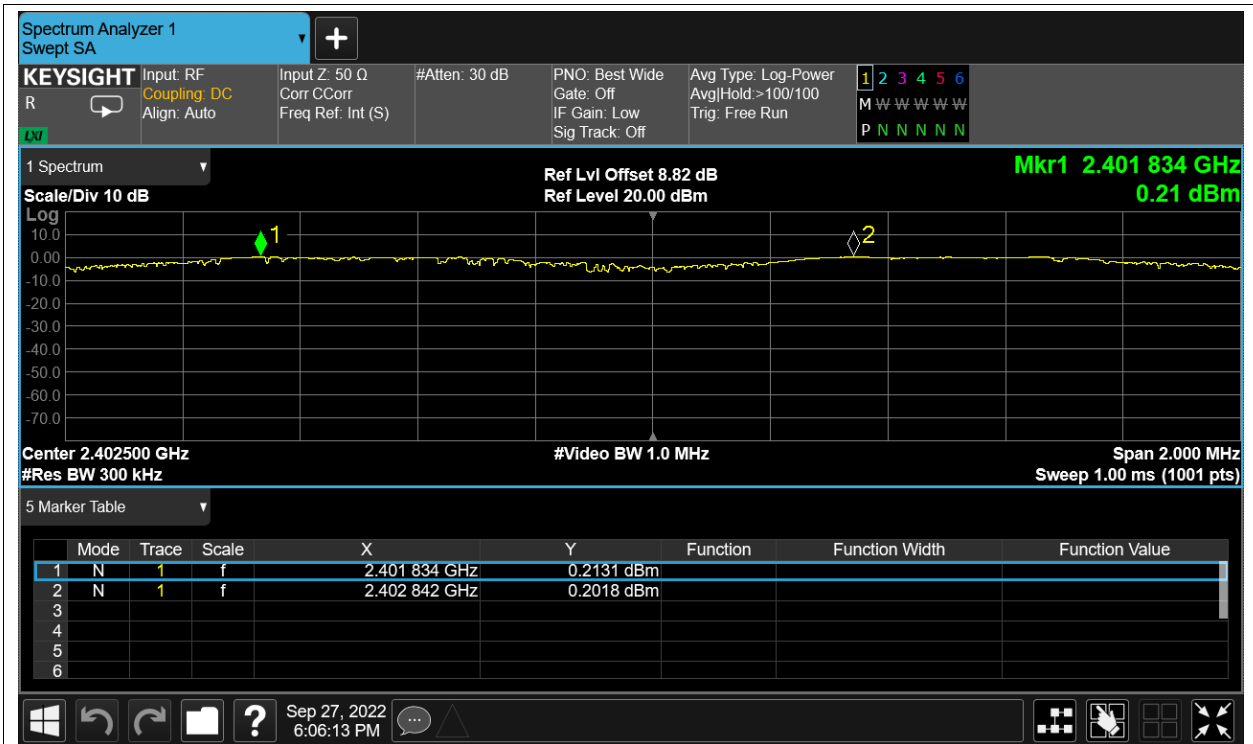 Spectrum Analyzer 1
Swept SA
KEYSIGHT Input: RF Input Z: 50 Ω #Atten: 30 dB PNO: Best Wide Avg Type: Log-Power 1 2 3 4 5 6
R Coupling: DC Corr CCorr Gate: Off Avg|Hold:>100/100 M W W W W W
Align: Auto Freq Ref: Int (S) IF Gain: Low Trig: Free Run
LXI Sig Track: Off P N N N N N
1 Spectrum Ref Lvl Offset 8.82 dB Mkr1 2.401 834 GHz
Scale/Div 10 dB Ref Level 20.00 dBm 0.21 dBm
Log
10.0
0.00
-10.0
-20.0
-30.0
-40.0
-50.0
-60.0
-70.0
1
2
Center 2.402500 GHz #Video BW 1.0 MHz Span 2.000 MHz
#Res BW 300 kHz Sweep 1.00 ms (1001 pts)
5 Marker Table
Mode Trace Scale X Y Function Function Width Function Value
1 N 1 f 2.401 834 GHz 0.2131 dBm
2 N 1 f 2.402 842 GHz 0.2018 dBm
3
4
5
6
? Sep 27, 2022
6:06:13 PM